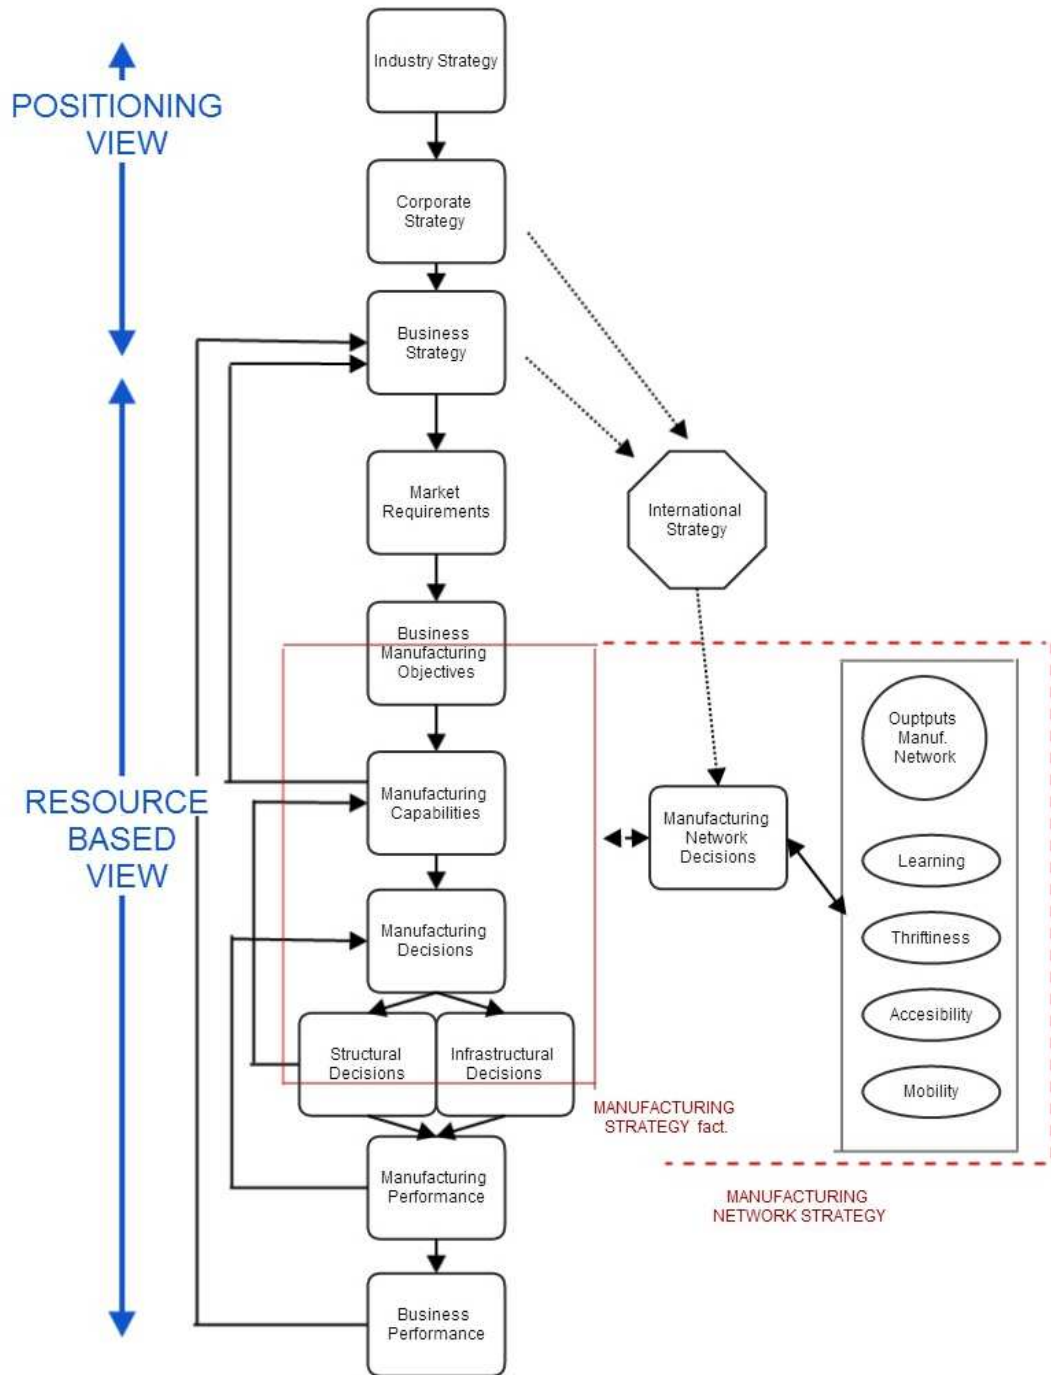 Industry Strategy
POSITIONING
VIEW
Corporate
Strategy
Business
Strategy
Market
Requirements
International
Strategy
Business
Manufacturing
Objectives
Ouptputs
Manuf.
Network
Manufacturing
Capabilities
Manufacturing
Network
Decisions
RESOURCE
BASED
VIEW
Learning
Manufacturing
Decisions
Thriftiness
Accesibility
Structural
Decisions
Infrastructural
Decisions
Mobility
MANUFACTURING
STRATEGY fact.
Manufacturing
Performance
MANUFACTURING
NETWORK STRATEGY
Business
Performance